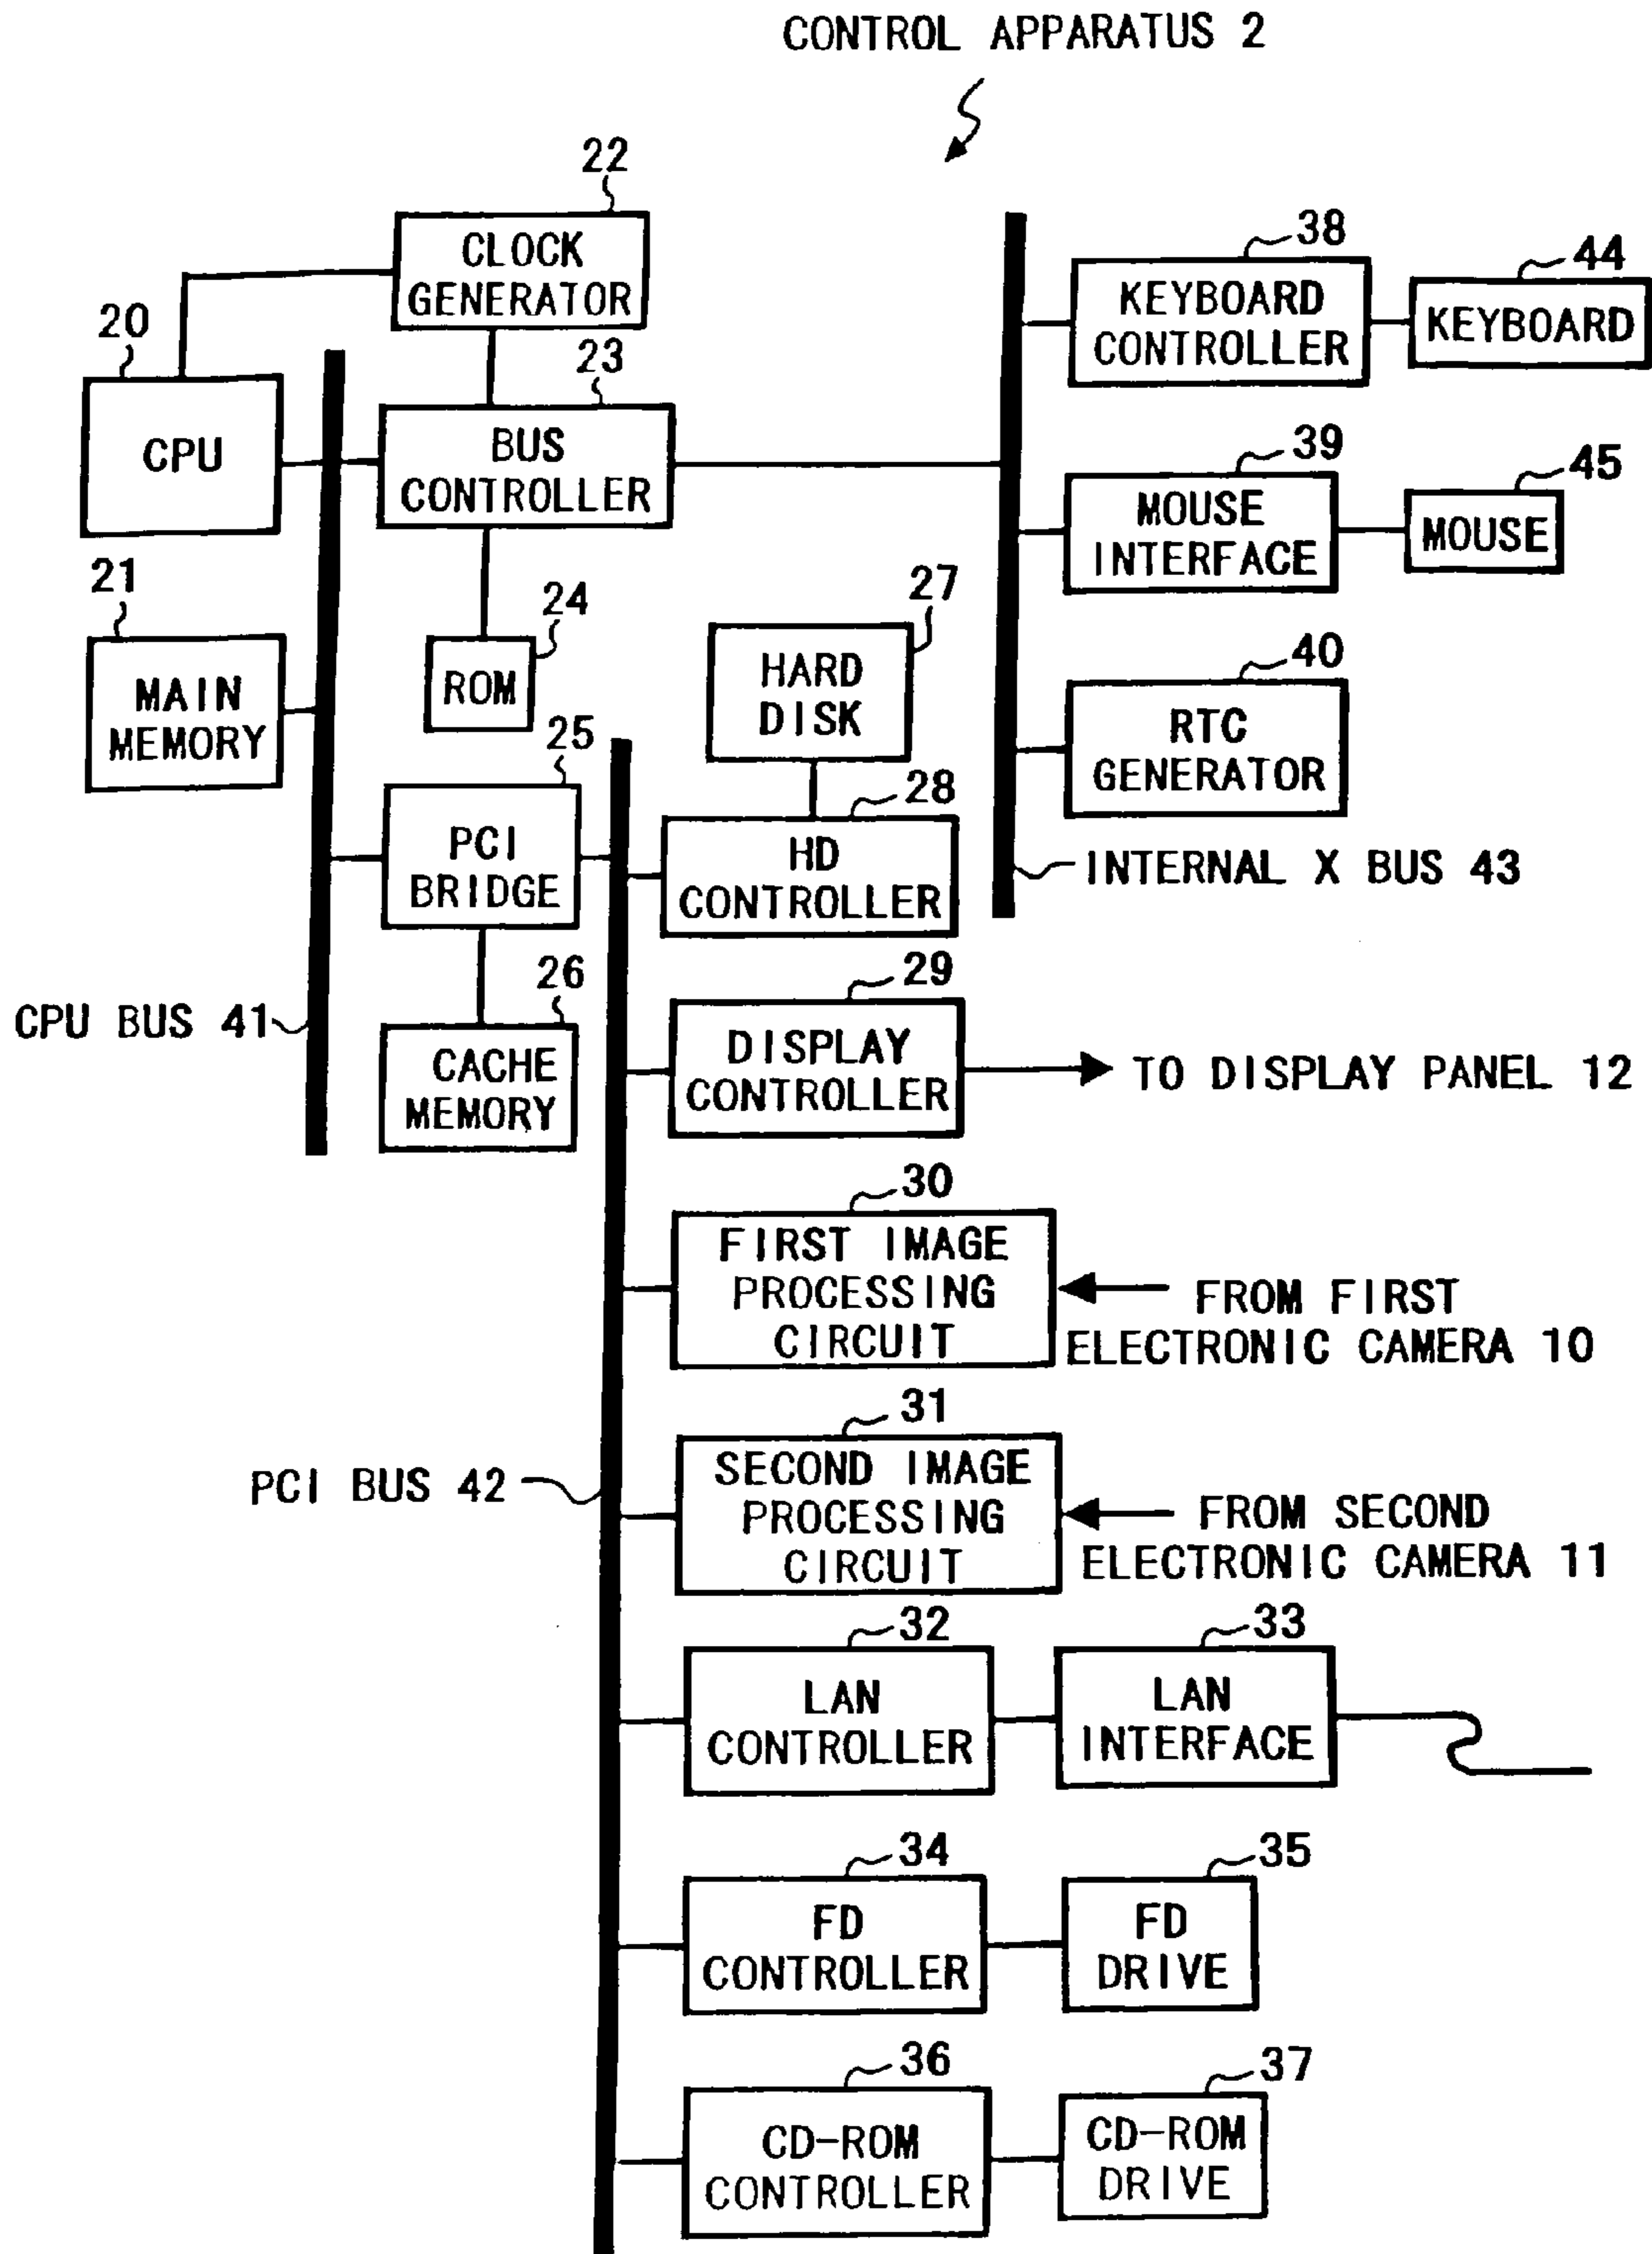 CONTROL APPARATUS 2
22
CLOCK
GENERATOR
20
CPU
23
BUS
CONTROLLER
21
MAIN
MEMORY
24
ROM
25
PCI
BRIDGE
26
CACHE
MEMORY
CPU BUS 41
38
KEYBOARD
CONTROLLER
44
KEYBOARD
39
MOUSE
INTERFACE
45
MOUSE
40
RTC
GENERATOR
INTERNAL X BUS 43
27
HARD
DISK
28
HD
CONTROLLER
29
DISPLAY
CONTROLLER
TO DISPLAY PANEL 12
30
FIRST IMAGE
PROCESSING
CIRCUIT
FROM FIRST
ELECTRONIC CAMERA 10
31
SECOND IMAGE
PROCESSING
CIRCUIT
FROM SECOND
ELECTRONIC CAMERA 11
PCI BUS 42
32
LAN
CONTROLLER
33
LAN
INTERFACE
34
FD
CONTROLLER
35
FD
DRIVE
36
CD-ROM
CONTROLLER
37
CD-ROM
DRIVE